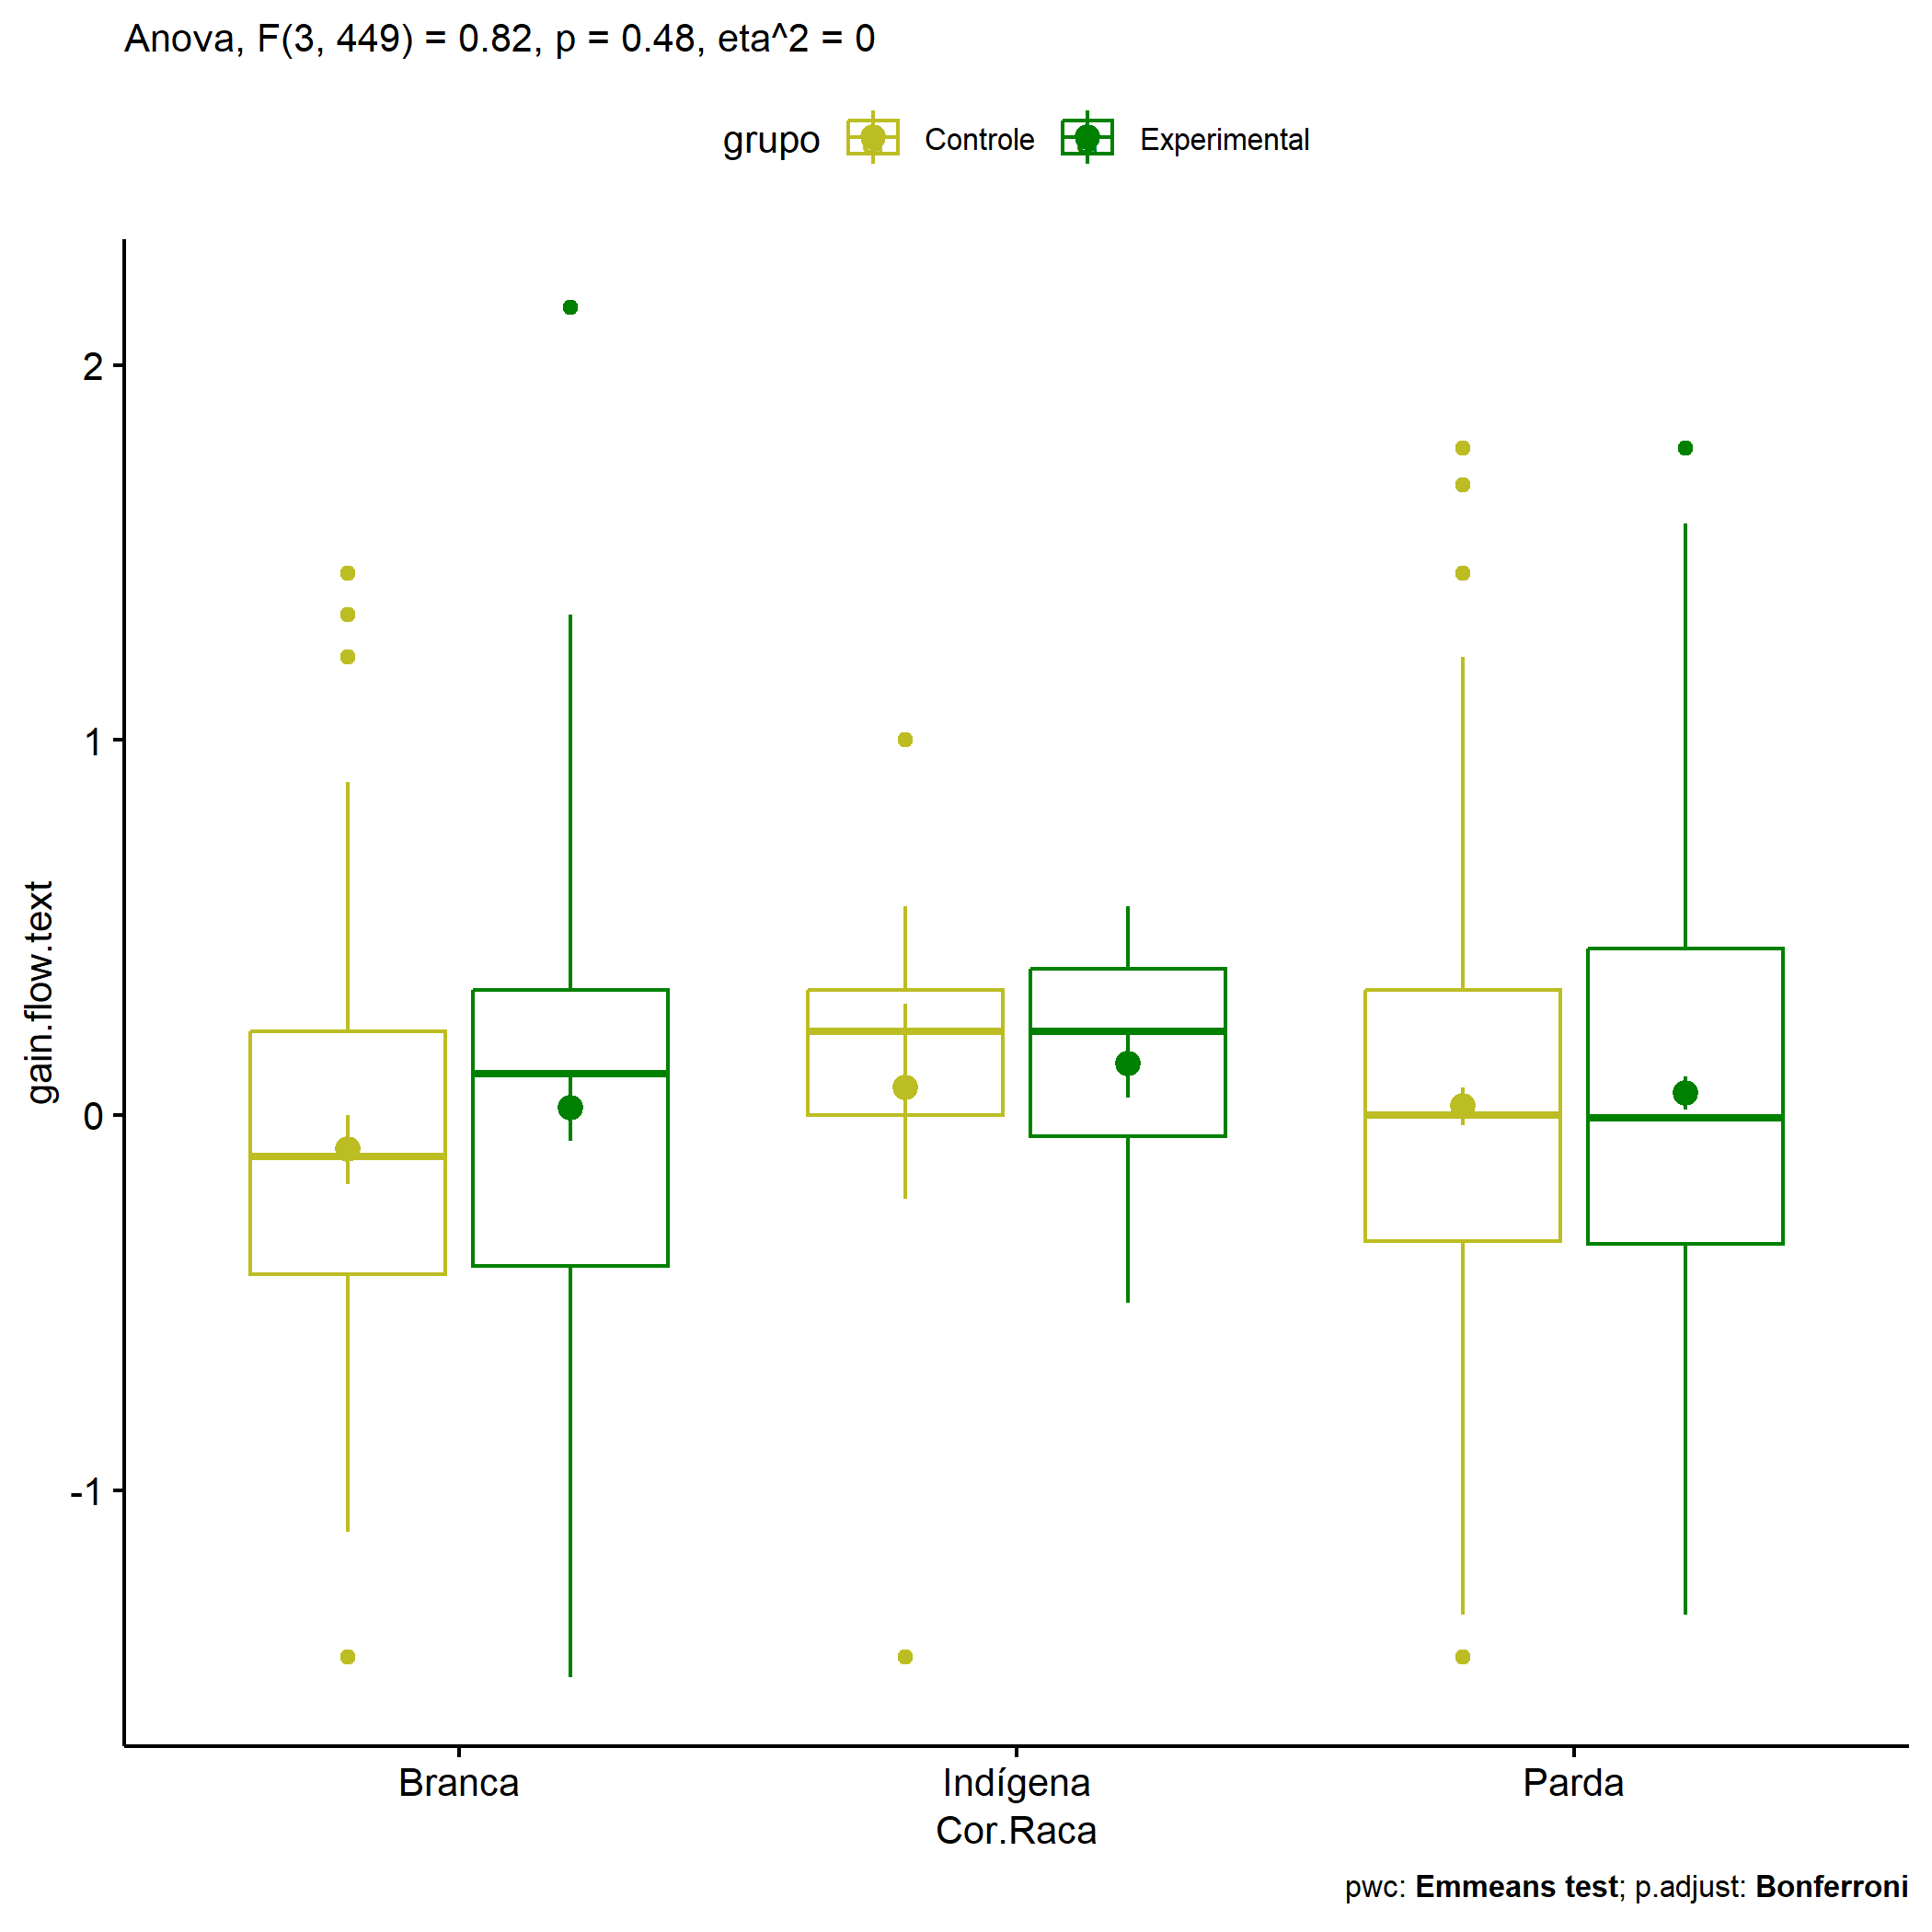 Anova, F(3, 449) = 0.82, p = 0.48, eta^2 = 0
grupo Controle Experimental
2
1
0
-1
gain.flow.text
Branca Indígena Parda
Cor.Raca
pwc: Emmeans test; p.adjust: Bonferroni